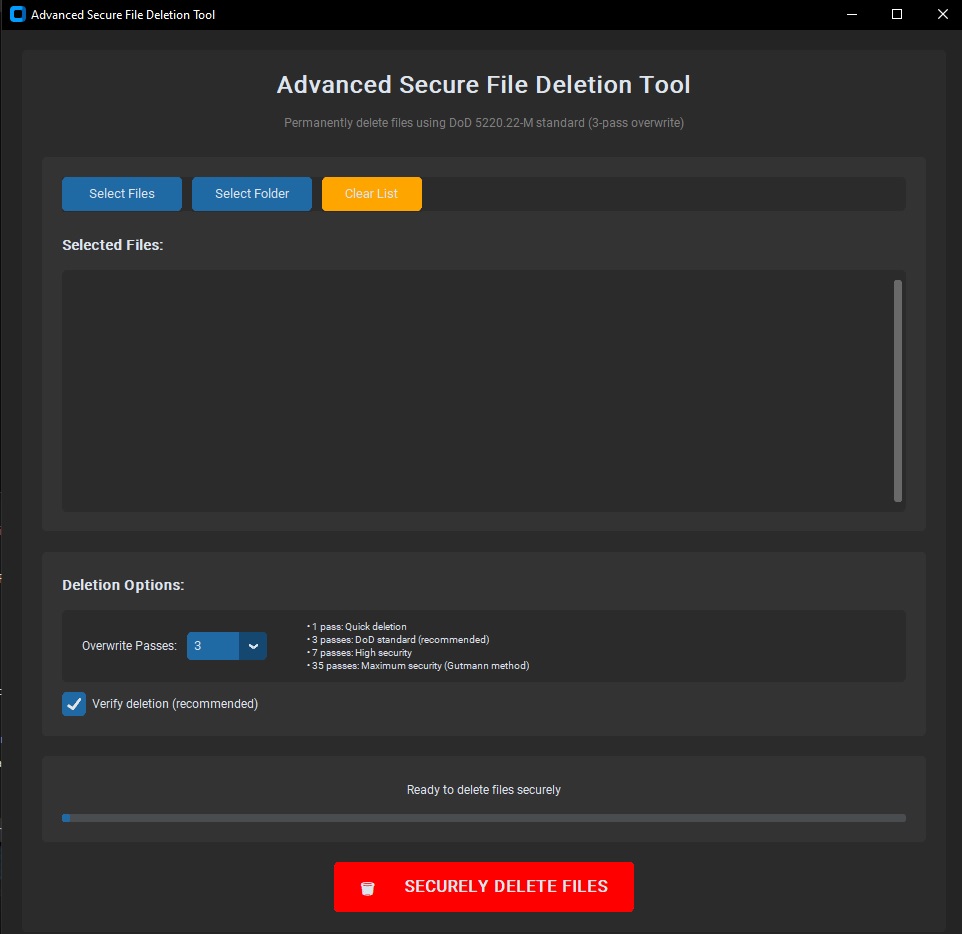 Advanced Secure File Deletion Tool
Advanced Secure File Deletion Tool
Permanently delete files using DoD 5220.22-M standard (3-pass overwrite)
Select Files
Select Folder
Clear List
Selected Files:
Deletion Options:
Overwrite Passes:
3
• 1 pass: Quick deletion
• 3 passes: DoD standard (recommended)
• 7 passes: High security
• 35 passes: Maximum security (Gutmann method)
Verify deletion (recommended)
Ready to delete files securely
SECURELY DELETE FILES